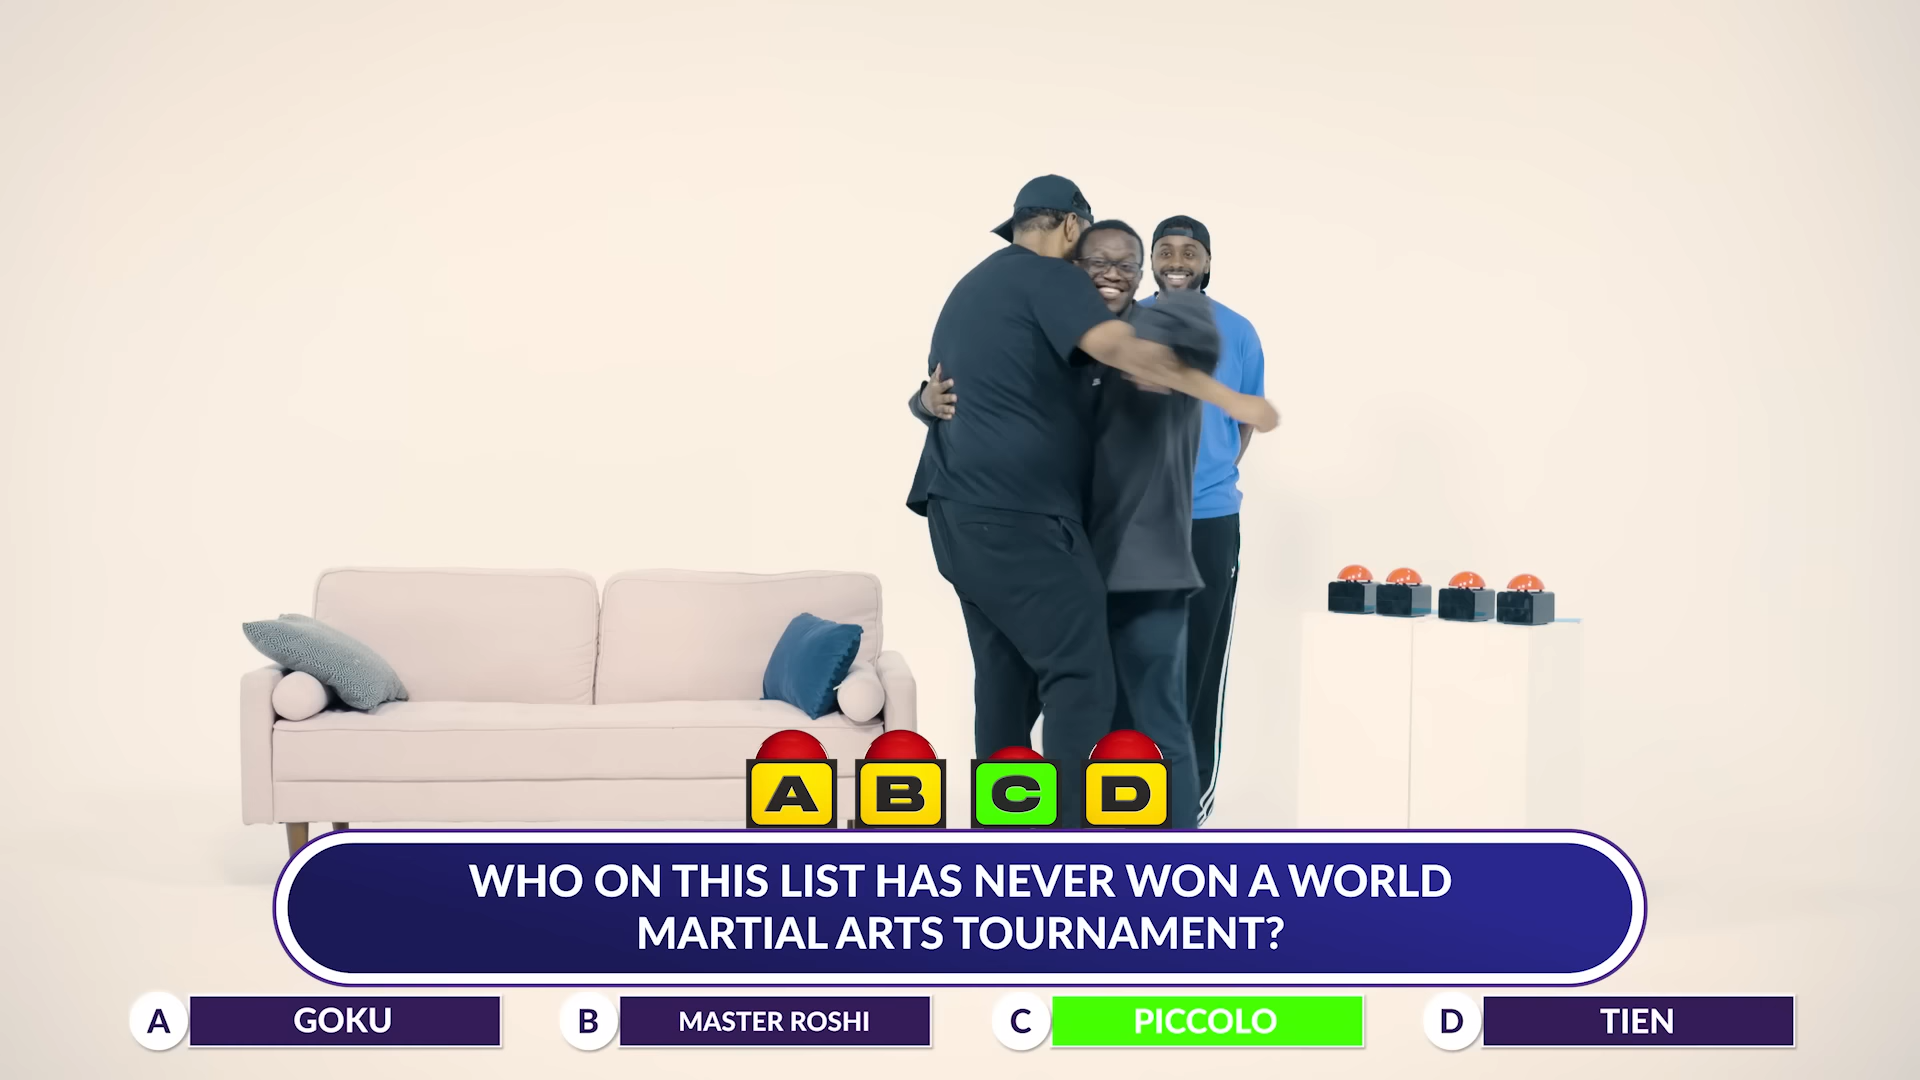 A B C D
WHO ON THIS LIST HAS NEVER WON A WORLD
MARTIAL ARTS TOURNAMENT?
A GOKU
B MASTER ROSHI
C PICCOLO
D TIEN